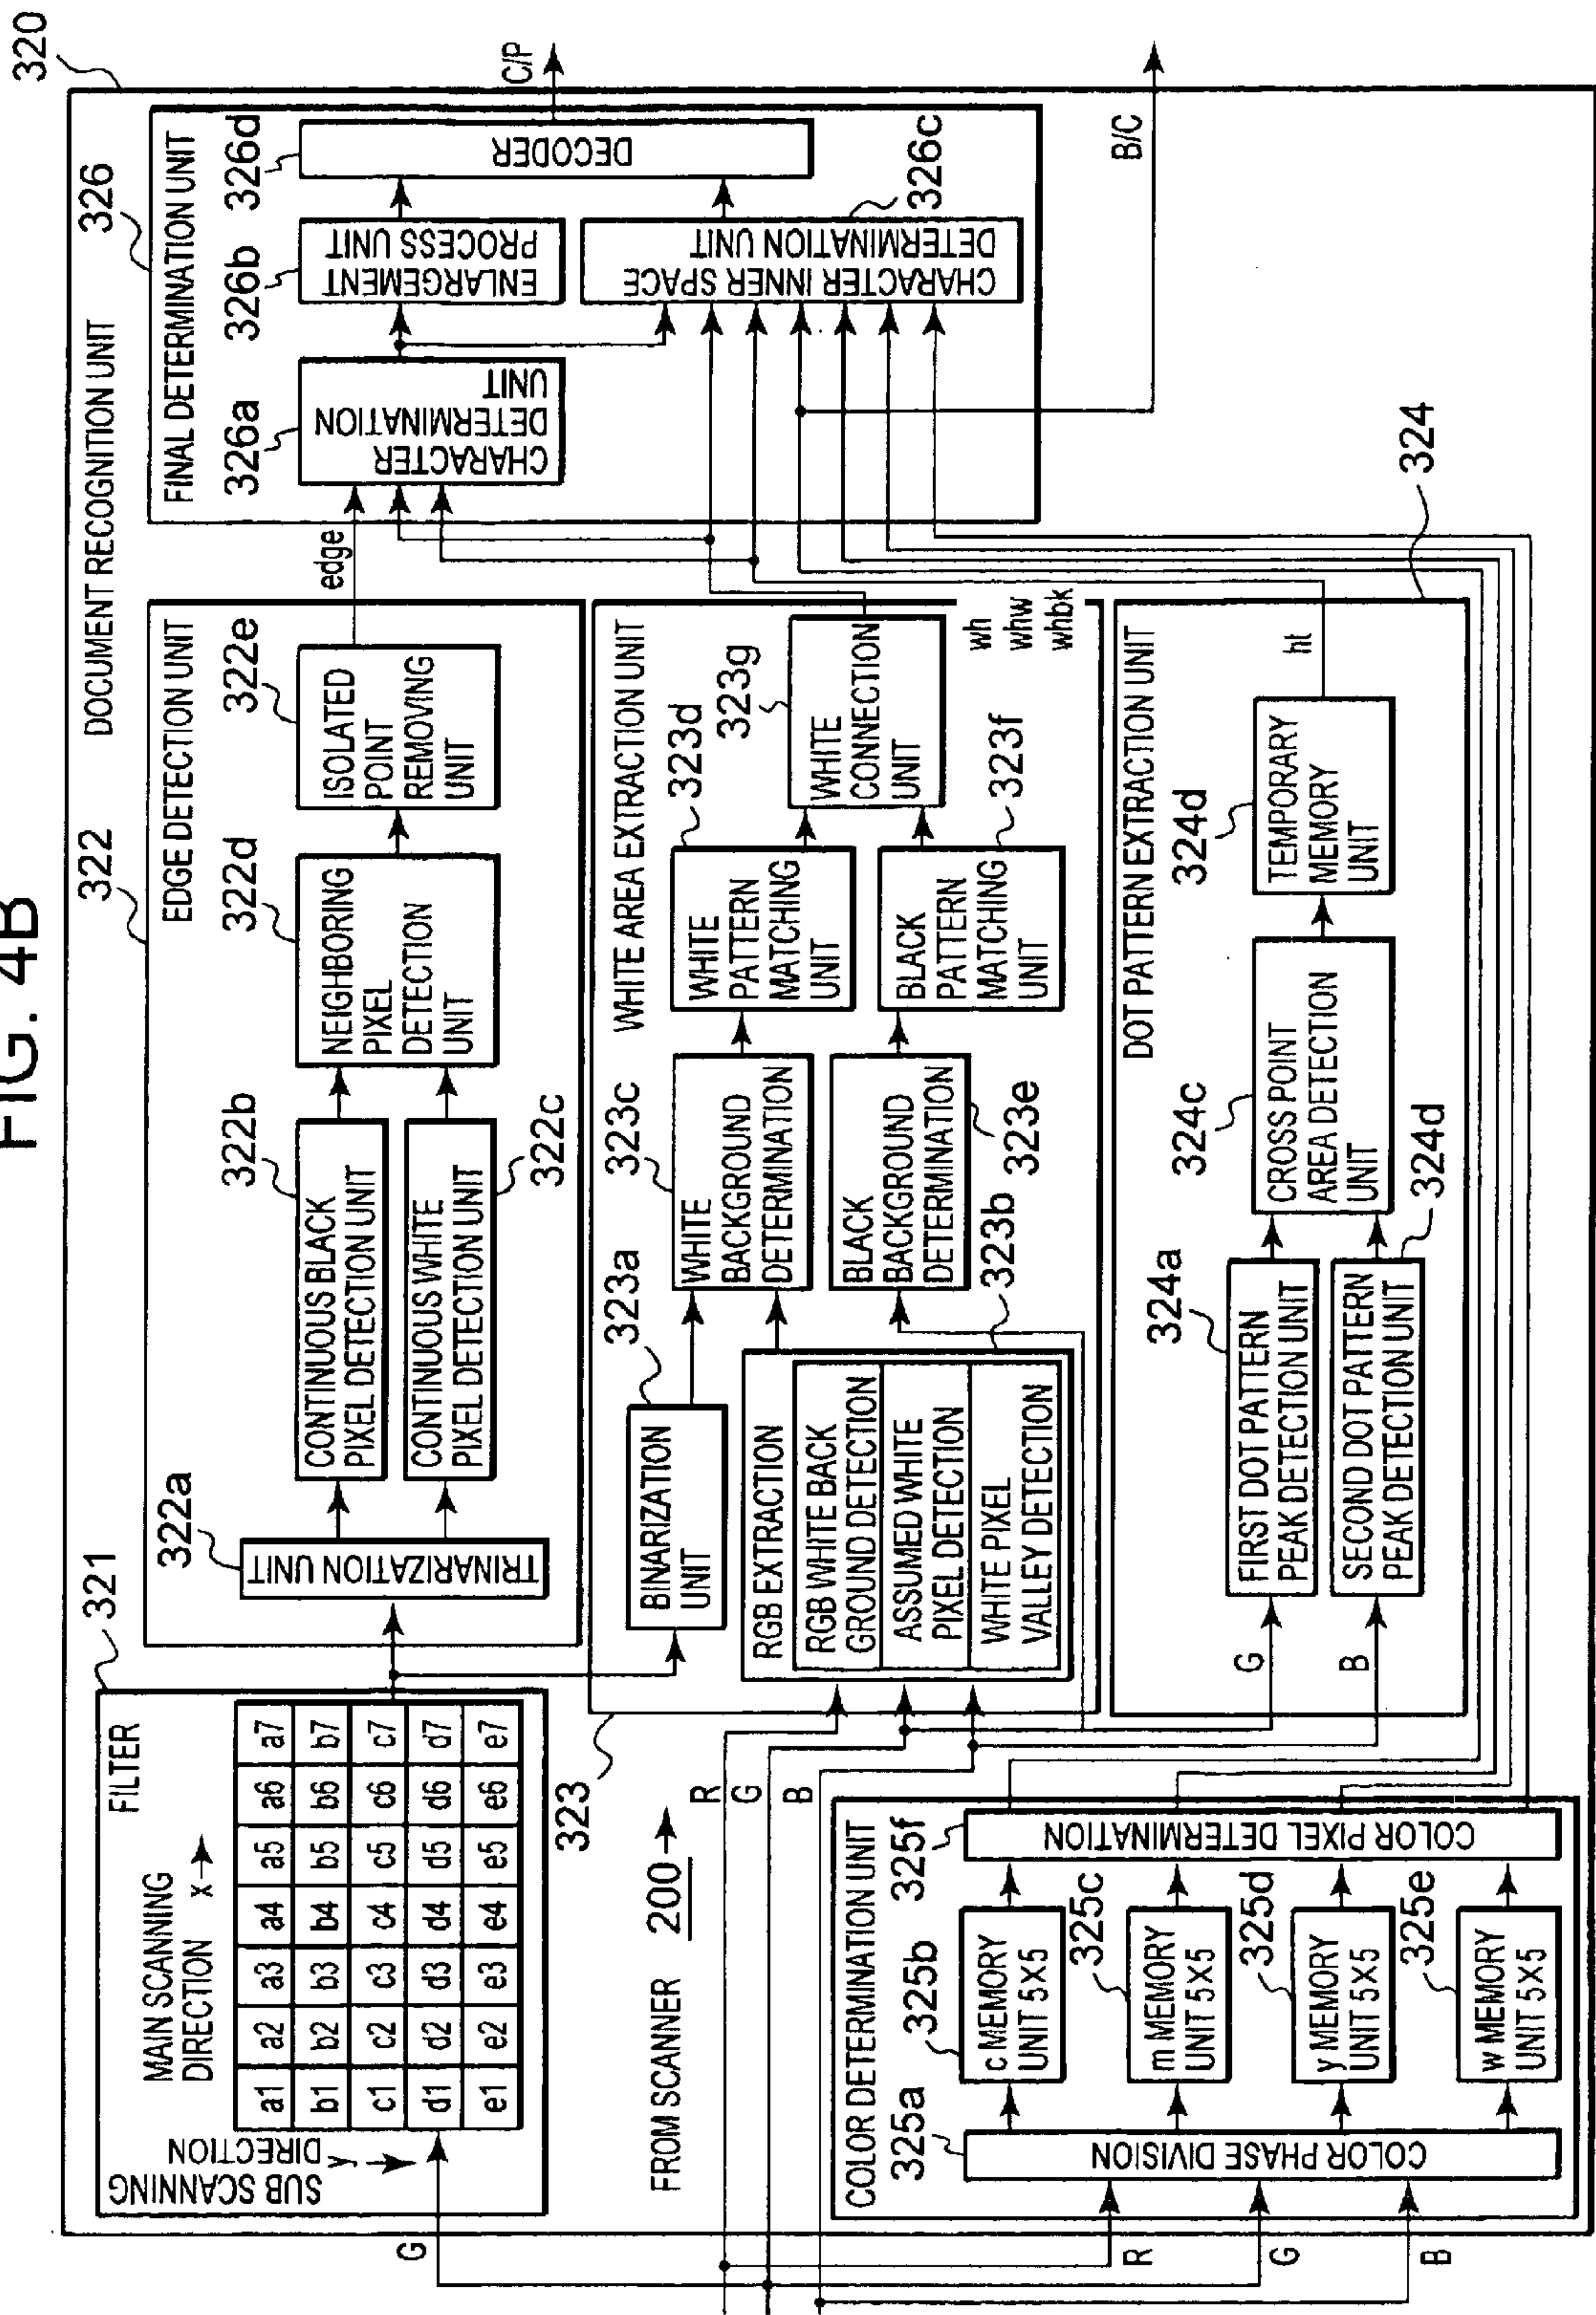 FIG. 4B
320
DOCUMENT RECOGNITION UNIT
321
FILTER
MAIN SCANNING
DIRECTION x
SUB SCANNING
DIRECTION
y
a1 a2 a3 a4 a5 a6 a7
b1 b2 b3 b4 b5 b6 b7
c1 c2 c3 c4 c5 c6 c7
d1 d2 d3 d4 d5 d6 d7
e1 e2 e3 e4 e5 e6 e7
G
322
EDGE DETECTION UNIT
322a
TRINARIZATION UNIT
322b
CONTINUOUS BLACK
PIXEL DETECTION UNIT
CONTINUOUS WHITE
PIXEL DETECTION UNIT
322c
322d
NEIGHBORING
PIXEL
DETECTION
UNIT
322e
ISOLATED
POINT
REMOVING
UNIT
edge
326
FINAL DETERMINATION UNIT
326a
CHARACTER
DETERMINATION
UNIT
326b
ENLARGEMENT
PROCESS UNIT
326d
DECODER
C/P
CHARACTER INNER SPACE
DETERMINATION UNIT
326c
B/C
323
WHITE AREA EXTRACTION UNIT
323a
BINARIZATION
UNIT
RGB EXTRACTION
RGB WHITE BACK
GROUND DETECTION
ASSUMED WHITE
PIXEL DETECTION
WHITE PIXEL
VALLEY DETECTION
323b
323c
WHITE
BACKGROUND
DETERMINATION
BLACK
BACKGROUND
DETERMINATION
323e
323d
WHITE
PATTERN
MATCHING
UNIT
BLACK
PATTERN
MATCHING
UNIT
323f
323g
WHITE
CONNECTION
UNIT
wh
whw
whbk
FROM SCANNER 200
R
G
B
DOT PATTERN EXTRACTION UNIT
324
G
B
324a
FIRST DOT PATTERN
PEAK DETECTION UNIT
SECOND DOT PATTERN
PEAK DETECTION UNIT
324d
324c
CROSS POINT
AREA DETECTION
UNIT
324d
TEMPORARY
MEMORY
UNIT
ht
COLOR DETERMINATION UNIT
R
G
B
325a
COLOR PHASE DIVISION
325b
c MEMORY
UNIT 5X5
325c
m MEMORY
UNIT 5X5
325d
y MEMORY
UNIT 5X5
325e
w MEMORY
UNIT 5X5
325f
COLOR PIXEL DETERMINATION